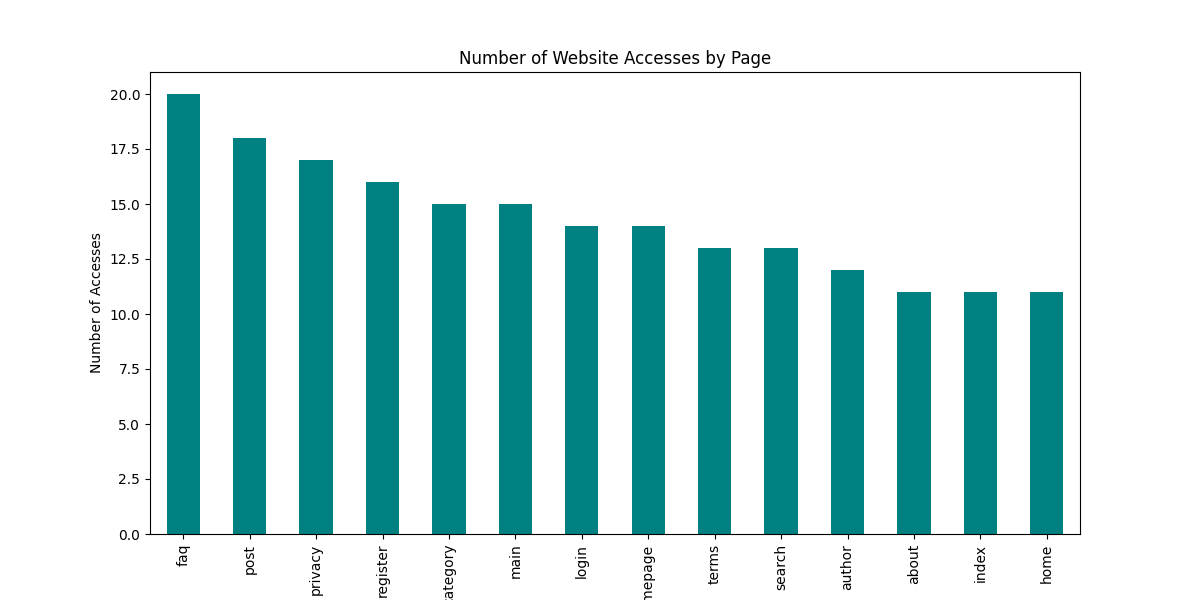 Number of Website Accesses by Page
Number of Accesses
20.0
17.5
15.0
12.5
10.0
7.5
5.0
2.5
0.0
faq
post
privacy
register
ategory
main
login
mepage
terms
search
author
about
index
home